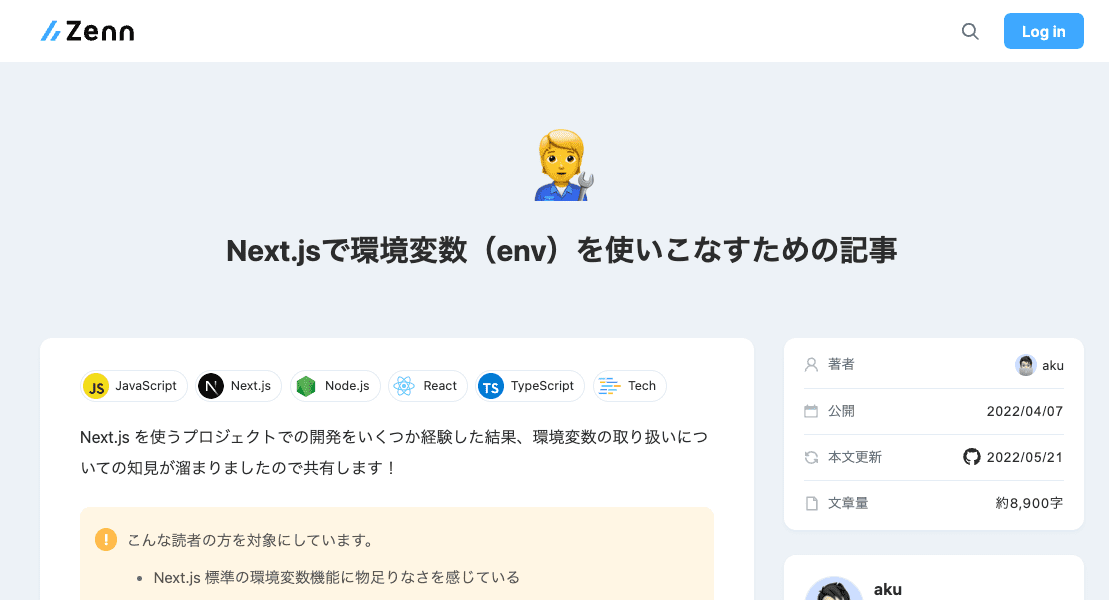 Zenn
Log in
Next.jsで環境変数（env）を使いこなすための記事
JS JavaScript
N Next.js
Node.js
React
TS TypeScript
Tech
Next.js を使うプロジェクトでの開発をいくつか経験した結果、環境変数の取り扱いにつ
いての知見が溜まりましたので共有します！
! こんな読者の方を対象にしています。
• Next.js 標準の環境変数機能に物足りなさを感じている
著者 aku
公開 2022/04/07
本文更新 2022/05/21
文章量 約8,900字
aku